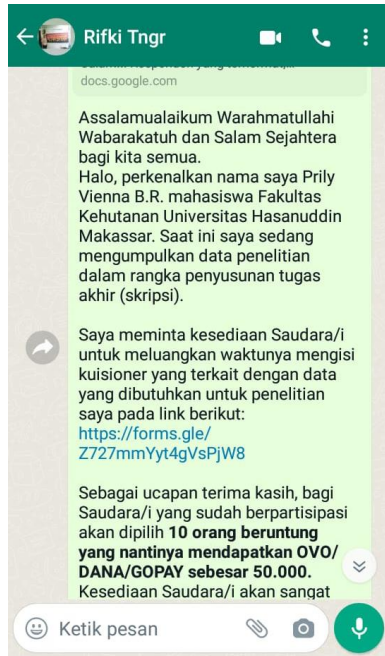 Rifki Tngr
docs.google.com
Assalamualaikum Warahmatullahi
Wabarakatuh dan Salam Sejahtera
bagi kita semua.
Halo, perkenalkan nama saya Prily
Vienna B.R. mahasiswa Fakultas
Kehutanan Universitas Hasanuddin
Makassar. Saat ini saya sedang
mengumpulkan data penelitian
dalam rangka penyusunan tugas
akhir (skripsi).
Saya meminta kesediaan Saudara/i
untuk meluangkan waktunya mengisi
kuisioner yang terkait dengan data
yang dibutuhkan untuk penelitian
saya pada link berikut:
https://forms.gle/
Z727mmYyt4gVsPjW8
Sebagai ucapan terima kasih, bagi
Saudara/i yang sudah berpartisipasi
akan dipilih 10 orang beruntung
yang nantinya mendapatkan OVO/
DANA/GOPAY sebesar 50.000.
Kesediaan Saudara/i akan sangat
Ketik pesan